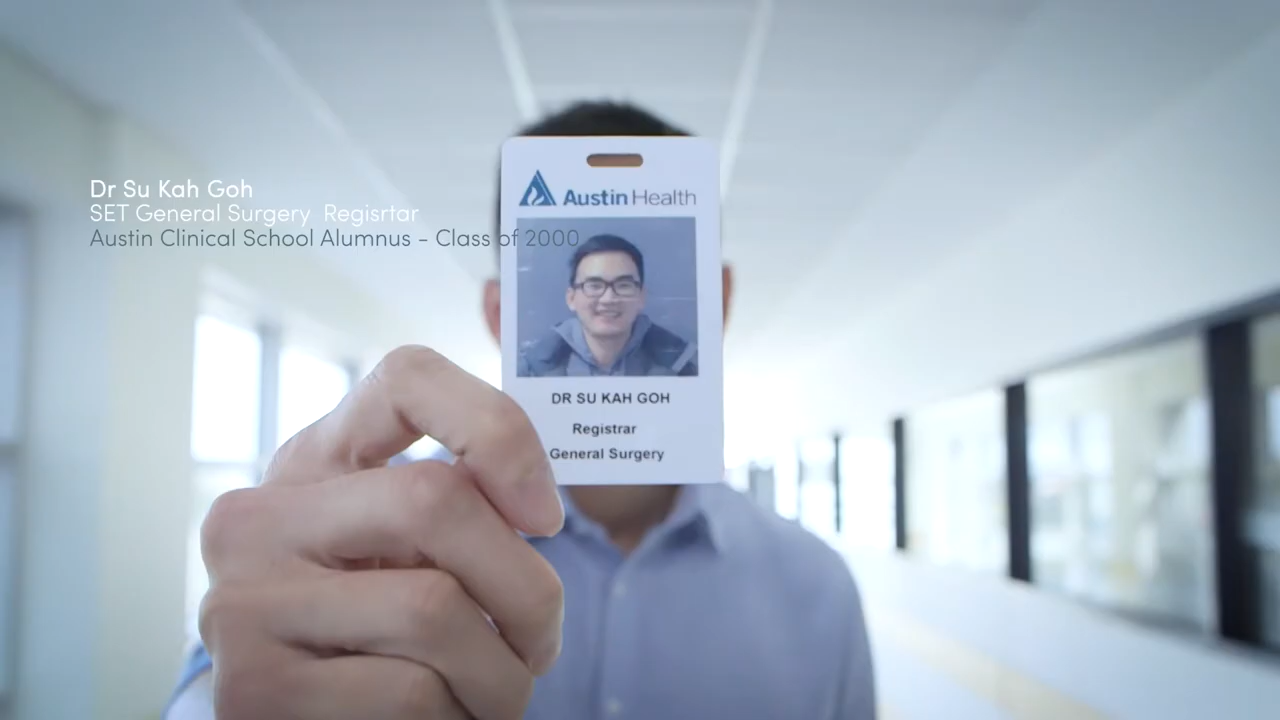 Dr Su Kah Goh
SET General Surgery  Regisrtar
Austin Clinical School Alumnus - Class of 2000
Austin Health
DR SU KAH GOH
Registrar
General Surgery